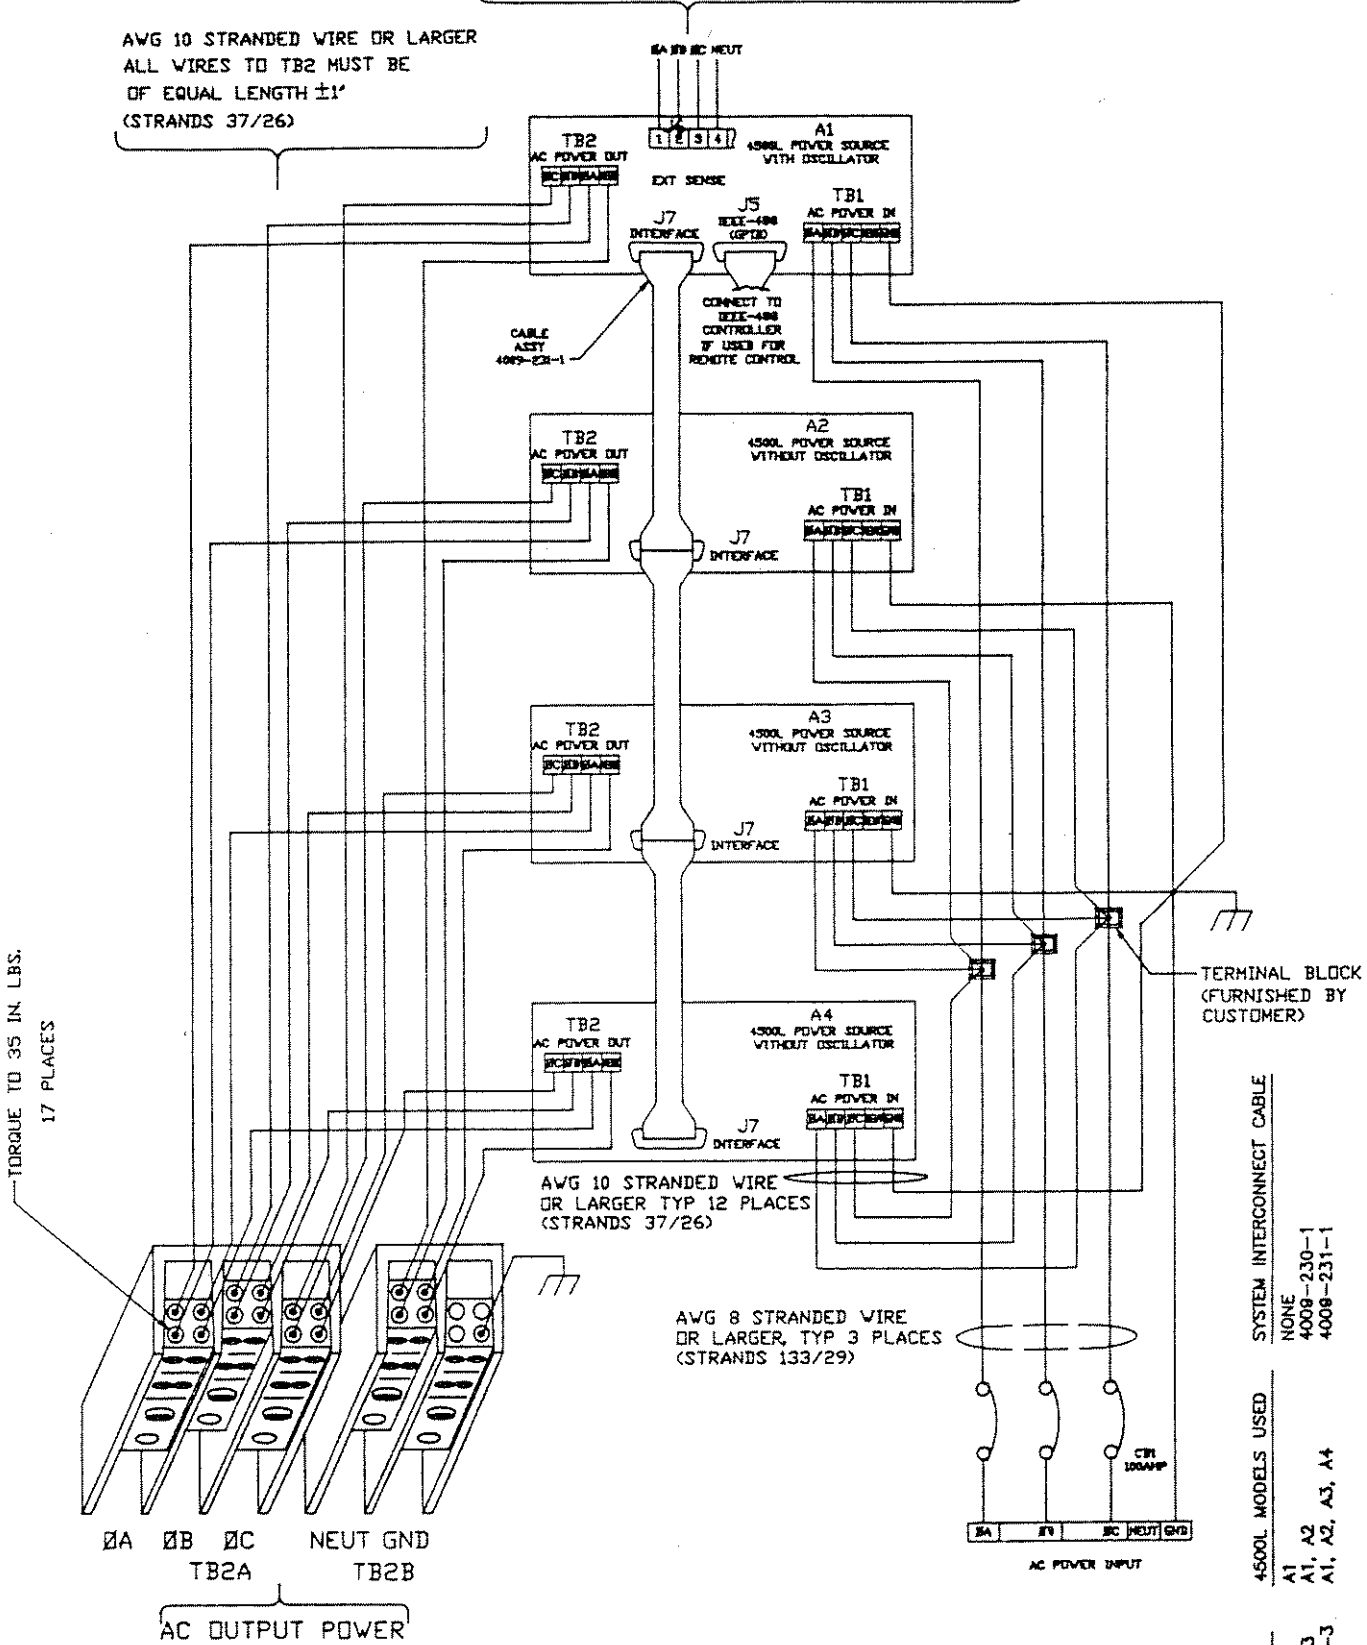 AWG 10 STRANDED WIRE OR LARGER
ALL WIRES TO TB2 MUST BE
OF EQUAL LENGTH ±1"
(STRANDS 37/26)
ØA ØB ØC NEUT
1 2 3 4
TB2
AC POWER OUT
EXT SENSE
A1
4500L POWER SOURCE
WITH OSCILLATOR
J7
INTERFACE
J5
IEEE-488
(GPIB)
TB1
AC POWER IN
CABLE
ASSY
4009-231-1
CONNECT TO
IEEE-488
CONTROLLER
IF USED FOR
REMOTE CONTROL
TB2
AC POWER OUT
A2
4500L POWER SOURCE
WITHOUT OSCILLATOR
TB1
AC POWER IN
J7
INTERFACE
TB2
AC POWER OUT
A3
4500L POWER SOURCE
WITHOUT OSCILLATOR
TB1
AC POWER IN
J7
INTERFACE
TERMINAL BLOCK
(FURNISHED BY
CUSTOMER)
TB2
AC POWER OUT
A4
4500L POWER SOURCE
WITHOUT OSCILLATOR
TB1
AC POWER IN
J7
INTERFACE
AWG 10 STRANDED WIRE
OR LARGER TYP 12 PLACES
(STRANDS 37/26)
TORQUE TO 35 IN. LBS.
17 PLACES
AWG 8 STRANDED WIRE
OR LARGER, TYP 3 PLACES
(STRANDS 133/29)
CB1
100AMP
ØA ØB ØC NEUT GND
AC POWER INPUT
ØA ØB ØC NEUT GND
TB2A TB2B
AC OUTPUT POWER
SYSTEM INTERCONNECT CABLE
NONE
4009-230-1
4009-231-1
4500L MODELS USED
A1
A1, A2
A1, A2, A3, A4
3
-3